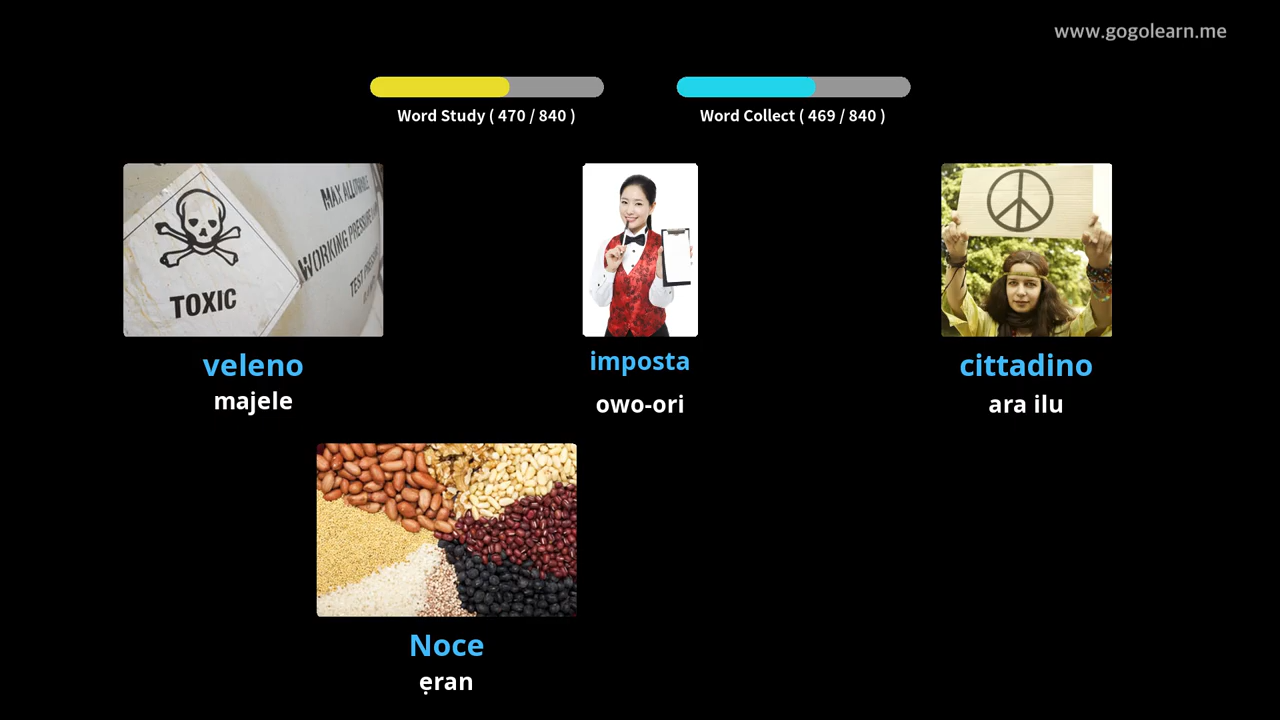 www.gogolearn.me
Word Study ( 470 / 840 )
Word Collect ( 469 / 840 )
MAX ALLOWABLE
WORKING PRESSURE
TEST
TOXIC
veleno
majele
imposta
owo-ori
cittadino
ara ilu
Noce
ẹran